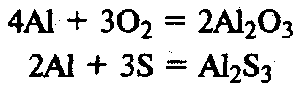 4Al + 3O₂ = 2Al₂O₃
2Al + 3S = Al₂S₃